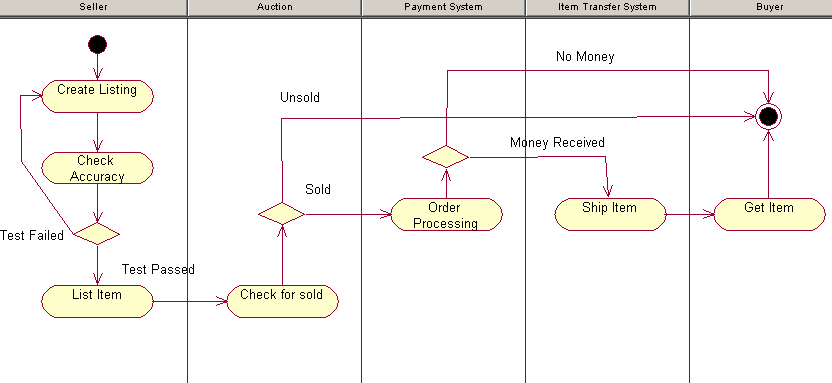 Seller
Auction
Payment System
Item Transfer System
Buyer
No Money
Create Listing
Unsold
Money Received
Check
Accuracy
Sold
Order
Processing
Ship Item
Get Item
Test Failed
Test Passed
List Item
Check for sold